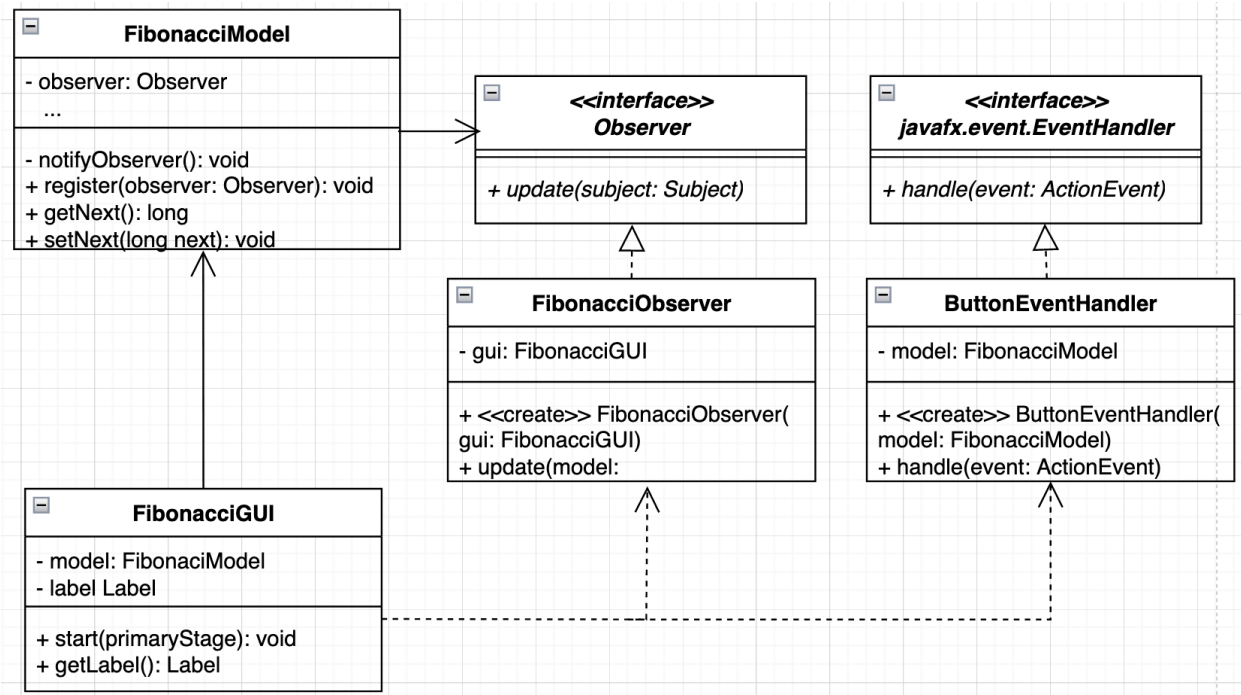 FibonacciModel
- observer: Observer
...
- notifyObserver(): void
+ register(observer: Observer): void
+ getNext(): long
+ setNext(long next): void
<<interface>>
Observer
+ update(subject: Subject)
<<interface>>
javafx.event.EventHandler
+ handle(event: ActionEvent)
FibonacciObserver
- gui: FibonacciGUI
+ <<create>> FibonacciObserver(
gui: FibonacciGUI)
+ update(model:
ButtonEventHandler
- model: FibonacciModel
+ <<create>> ButtonEventHandler(
model: FibonacciModel)
+ handle(event: ActionEvent)
FibonacciGUI
- model: FibonaciModel
- label Label
+ start(primaryStage): void
+ getLabel(): Label